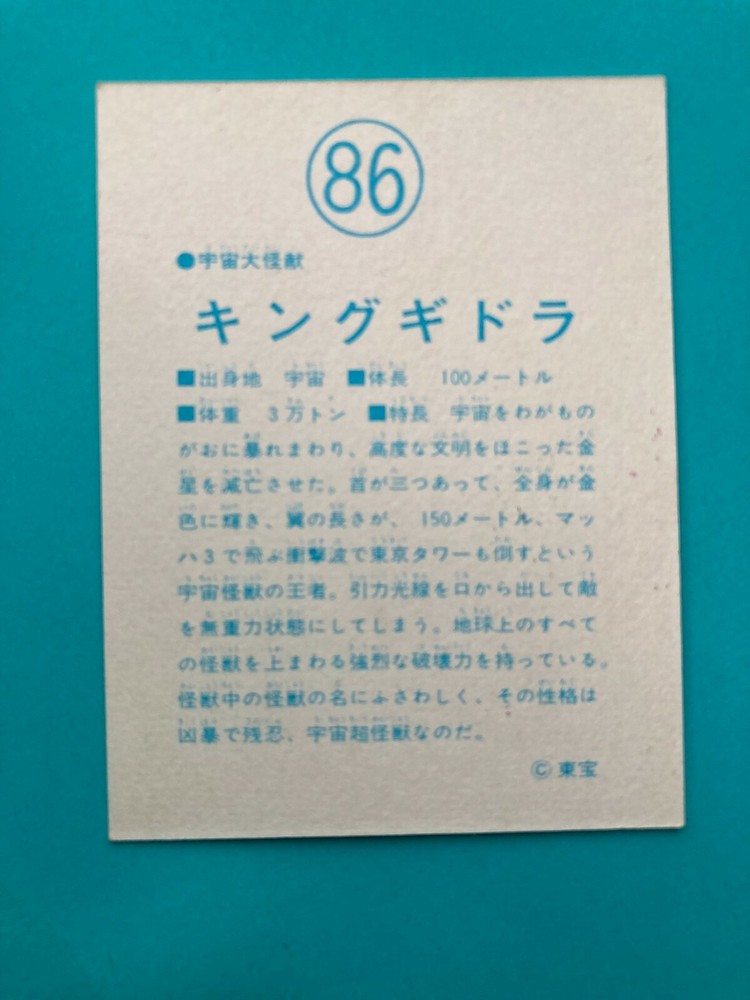 86
●宇宙大怪獣
キングギドラ
■出身地 宇宙 ■体長 100メートル
■体重 3万トン ■特長 宇宙をわがもの
がおに暴れまわり、高度な文明をほこった金
星を滅亡させた。首が三つあって、全身が金
色に輝き、翼の長さが、150メートル、マッ
ハ3で飛ぶ衝撃波で東京タワーも倒すという
宇宙怪獣の王者。引力光線を口から出して敵
を無重力状態にしてしまう。地球上のすべて
の怪獣を上まわる強烈な破壊力を持っている。
怪獣中の怪獣の名にふさわしく、その性格は
凶暴で残忍、宇宙超怪獣なのだ。
©東宝